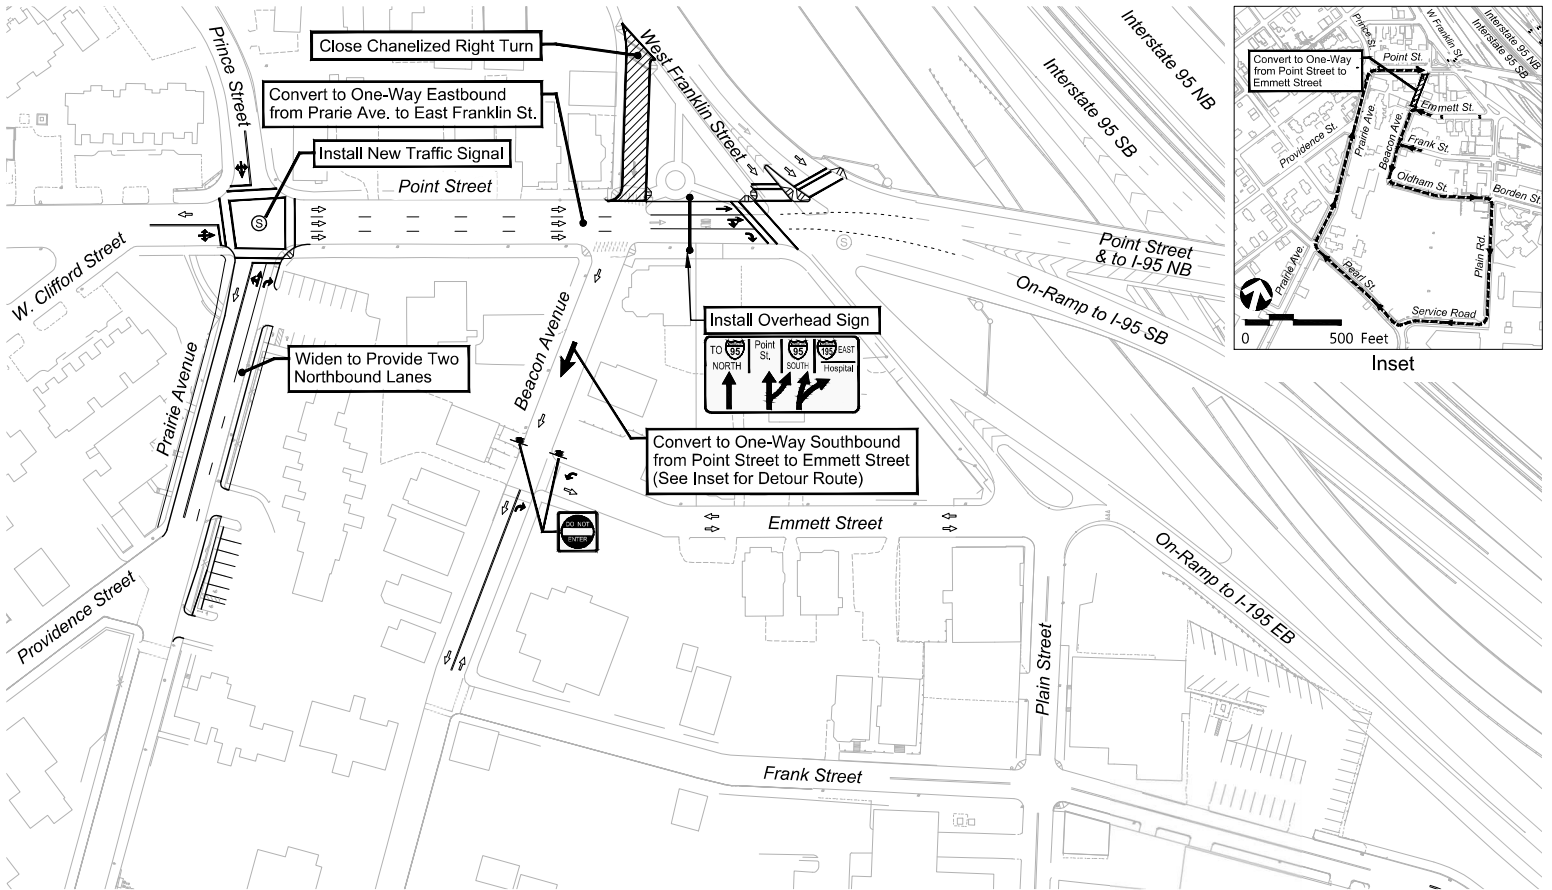 Close Chanelized Right Turn
Convert to One-Way Eastbound
from Prarie Ave. to East Franklin St.
Install New Traffic Signal
Prince Street
West Franklin Street
Interstate 95 NB
Interstate 95 SB
Interstate 95 NB
Point Street
S
S
W. Clifford Street
Point Street
& to I-95 NB
On-Ramp to I-95 SB
Prairie Avenue
Widen to Provide Two
Northbound Lanes
Beacon Avenue
Install Overhead Sign
TO 95
NORTH
Point
St.
95
SOUTH
195 EAST
Hospital
Convert to One-Way Southbound
from Point Street to Emmett Street
(See Inset for Detour Route)
DO NOT
ENTER
Emmett Street
On-Ramp to I-195 EB
Providence Street
Plain Street
Frank Street
Prince St.
W Franklin St.
Interstate 95 NB
Interstate 95 SB
Point St.
Convert to One-Way
from Point Street to
Emmett Street
Emmett St.
Prairie Ave.
Beacon Ave.
Providence St.
Frank St.
Oldham St.
Borden St.
Plain Rd.
Prairie Ave.
Pearl St.
Service Road
0 500 Feet
Inset